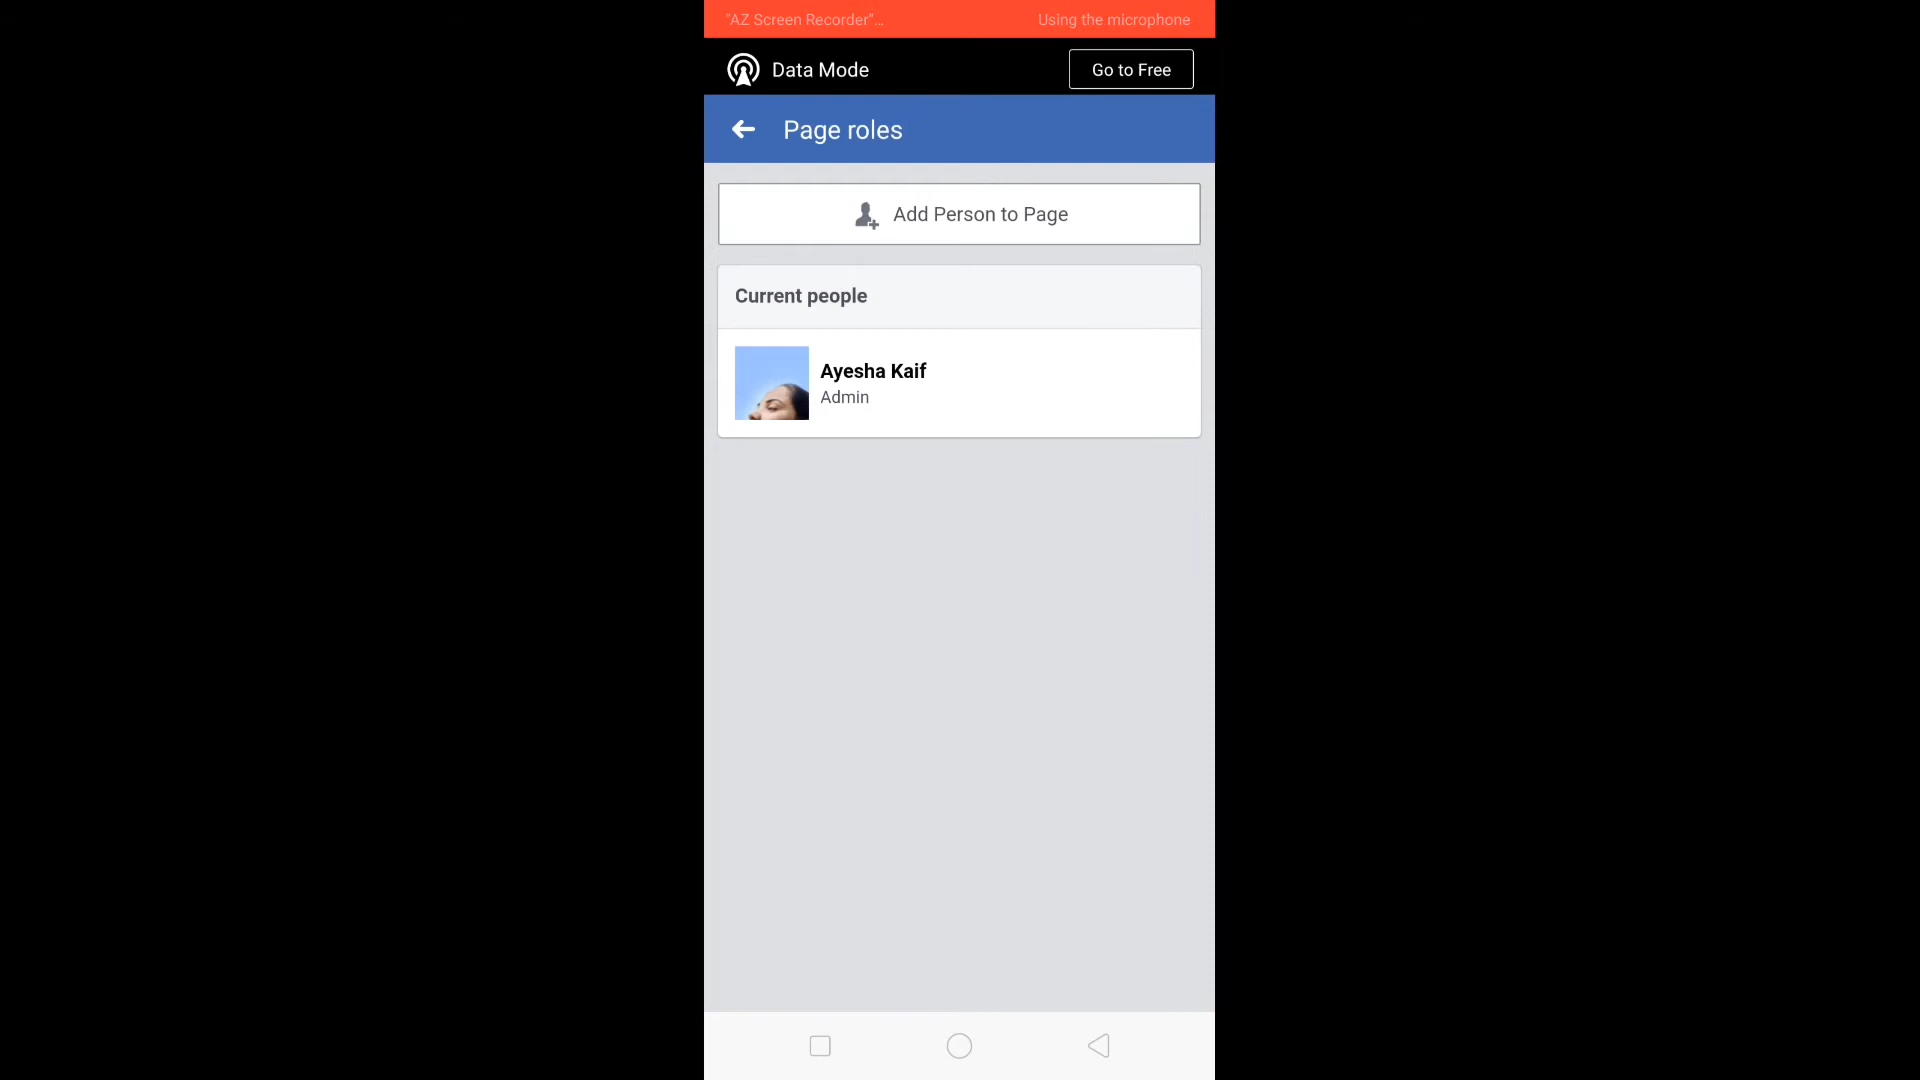 "AZ Screen Recorder"... Using the microphone
Data Mode Go to Free
Page roles
Add Person to Page
Current people
Ayesha Kaif
Admin